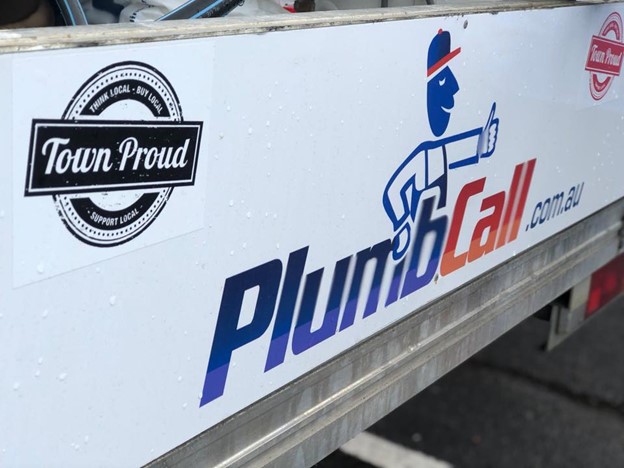 THINK LOCAL - BUY LOCAL
Town Proud
SUPPORT LOCAL
PlumbCall.com.au
Town Proud